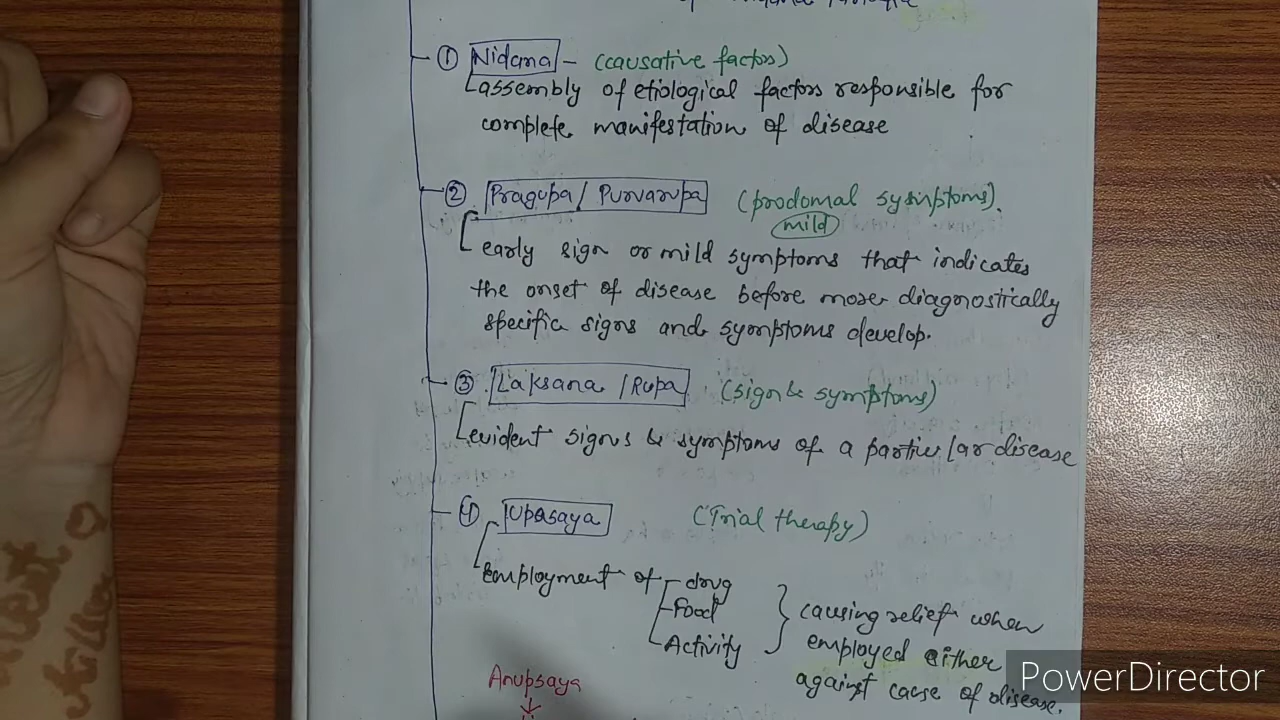 ① Nidana - (causative factors)
assembly of etiological factors responsible for
complete manifestation of disease
② Pragupa / Purvarupa (prodomal symptoms).
mild
early sign or mild symptoms that indicates
the onset of disease before more diagnostically
specific signs and symptoms develop.
③ Laksana / Rupa (sign & symptoms)
evident signs & symptoms of a particular disease
④ Upasaya (Trial therapy)
Employment of drug
Food
Activity
causing relief when
employed either
against cause of disease.
Anupsaya
PowerDirector